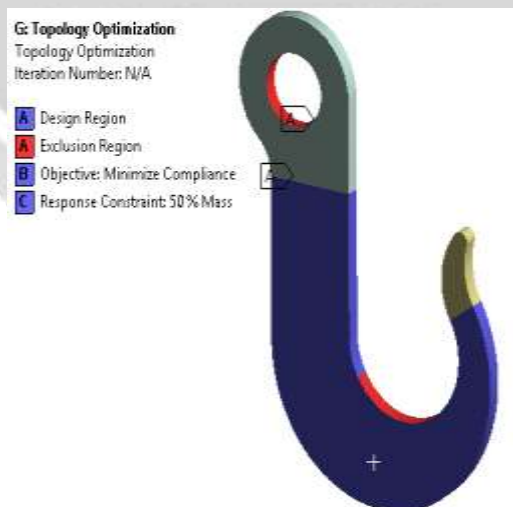 G: Topology Optimization
Topology Optimization
Iteration Number: N/A
A Design Region
A Exclusion Region
B Objective: Minimize Compliance
C Response Constraint: 50% Mass
A
A